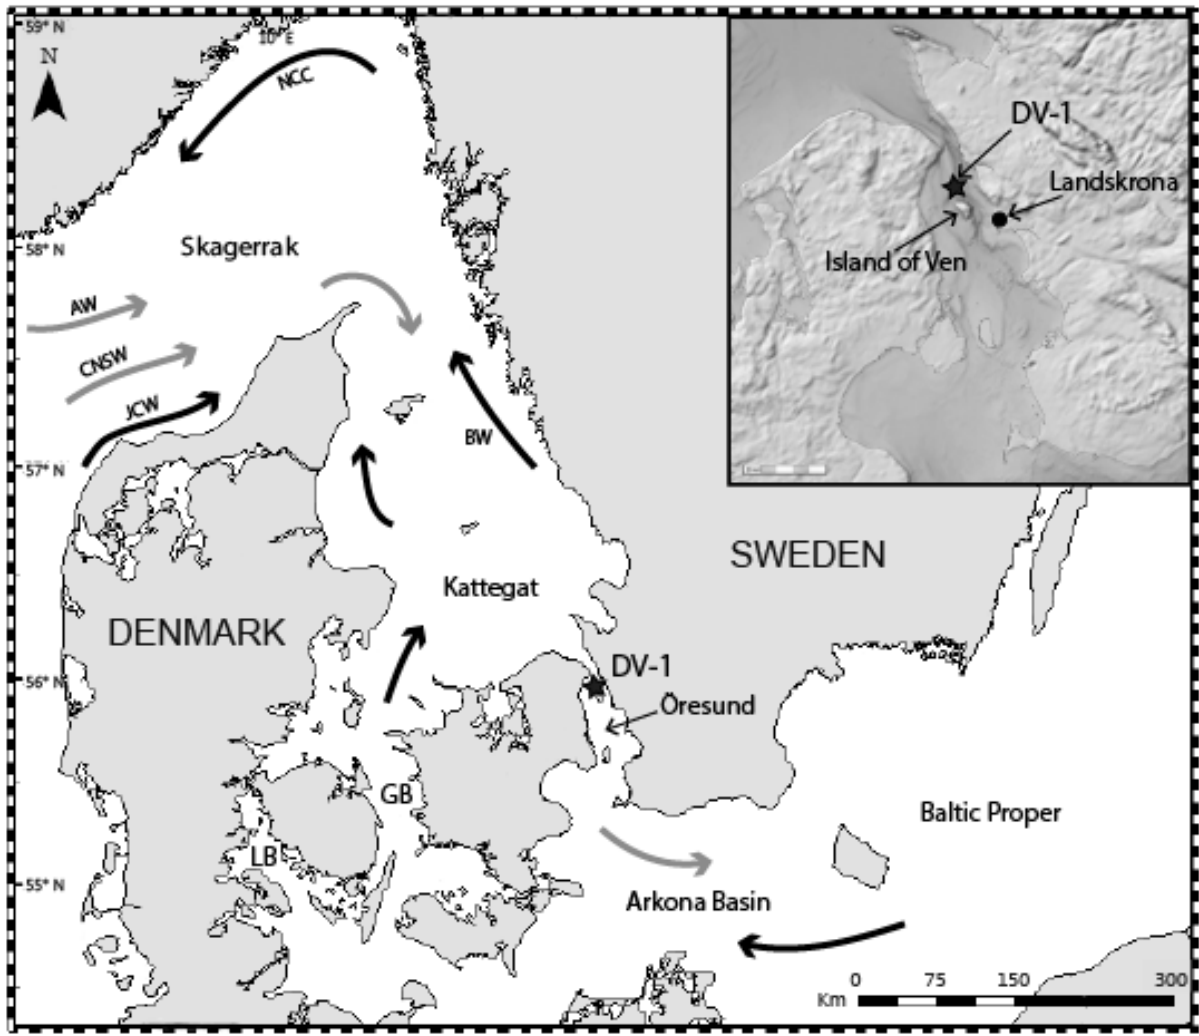 59° N
10° E
N
NCC
DV-1
Landskrona
Island of Ven
58° N
Skagerrak
AW
CNSW
JCW
BW
57° N
SWEDEN
Kattegat
DENMARK
56° N
DV-1
Öresund
GB
Baltic Proper
LB
55° N
Arkona Basin
0 75 150 300
Km